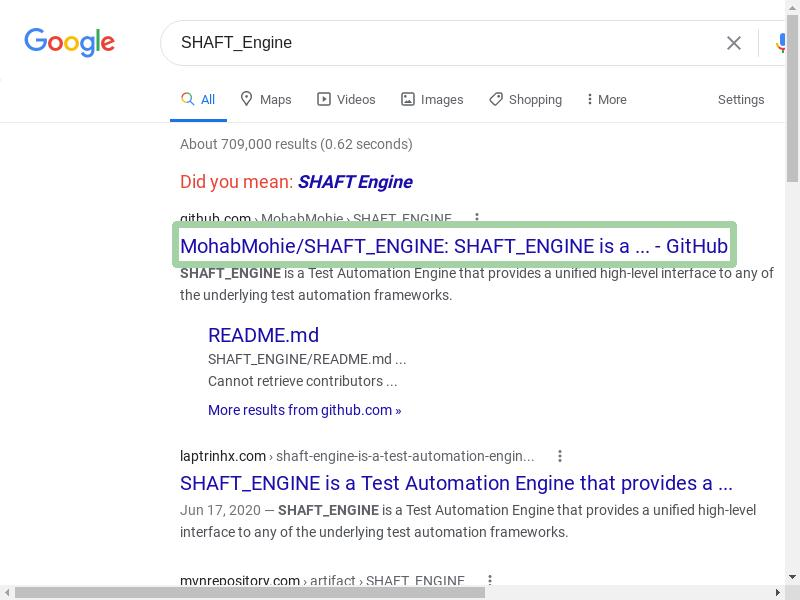 Google
SHAFT_Engine
All Maps Videos Images Shopping More Settings
About 709,000 results (0.62 seconds)
Did you mean: SHAFT Engine
github.com › MohabMohie › SHAFT_ENGINE
MohabMohie/SHAFT_ENGINE: SHAFT_ENGINE is a ... - GitHub
SHAFT_ENGINE is a Test Automation Engine that provides a unified high-level interface to any of
the underlying test automation frameworks.
README.md
SHAFT_ENGINE/README.md ...
Cannot retrieve contributors ...
More results from github.com »
laptrinhx.com › shaft-engine-is-a-test-automation-engin...
SHAFT_ENGINE is a Test Automation Engine that provides a ...
Jun 17, 2020 — SHAFT_ENGINE is a Test Automation Engine that provides a unified high-level
interface to any of the underlying test automation frameworks.
mvnrepository.com › artifact › SHAFT_ENGINE